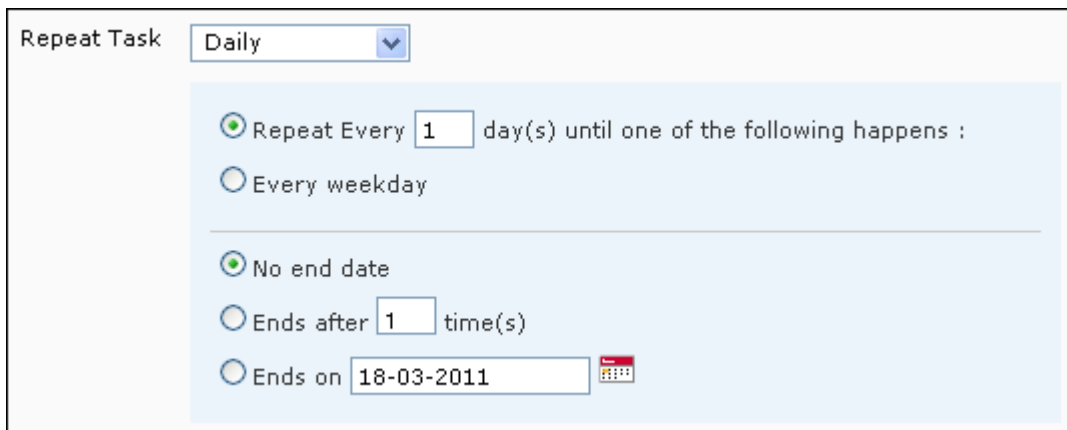 Repeat Task Daily
Repeat Every 1 day(s) until one of the following happens :
Every weekday
No end date
Ends after 1 time(s)
Ends on 18-03-2011